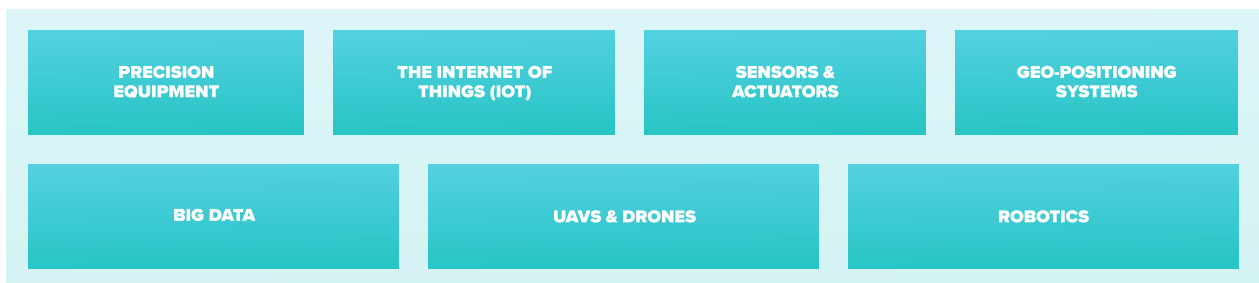 PRECISION
EQUIPMENT
THE INTERNET OF
THINGS (IOT)
SENSORS &
ACTUATORS
GEO-POSITIONING
SYSTEMS
BIG DATA
UAVS & DRONES
ROBOTICS